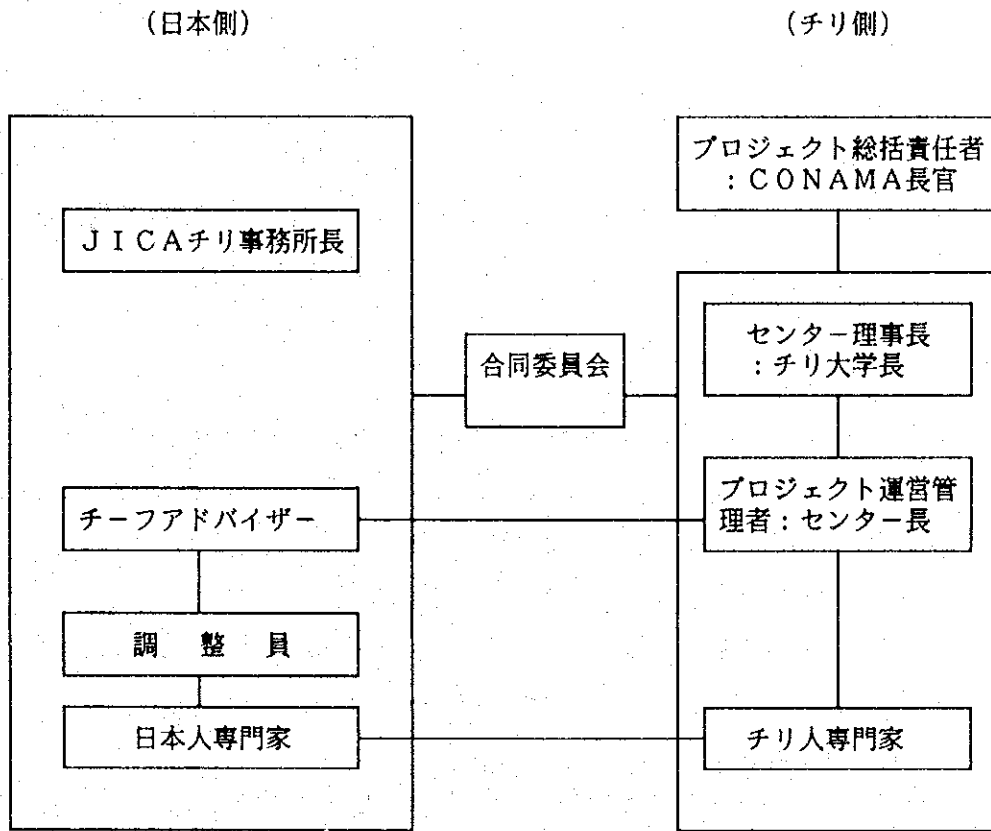 （日本側）
（チリ側）
プロジェクト総括責任者
：ＣＯＮＡＭＡ長官
ＪＩＣＡチリ事務所長
センター理事長
：チリ大学長
合同委員会
チーフアドバイザー
プロジェクト運営管
理者：センター長
調　整　員
日本人専門家
チリ人専門家